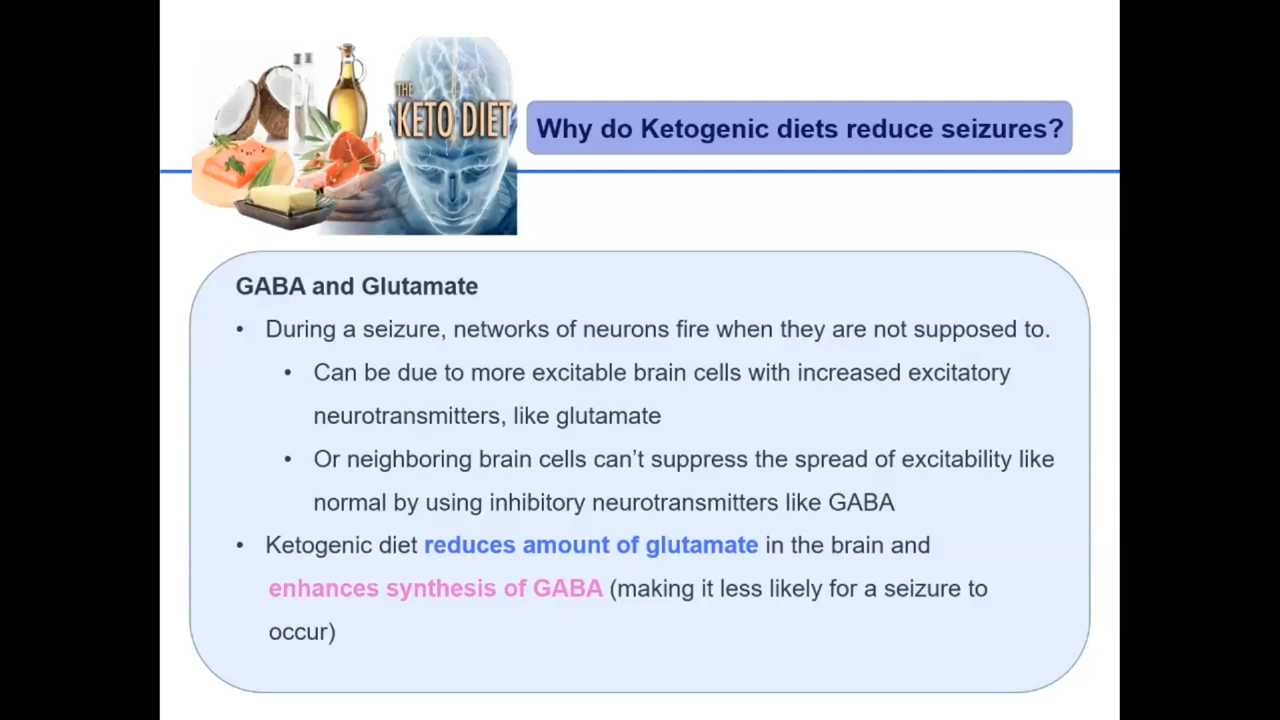 THE
KETO DIET
Why do Ketogenic diets reduce seizures?
GABA and Glutamate
• During a seizure, networks of neurons fire when they are not supposed to.
• Can be due to more excitable brain cells with increased excitatory
neurotransmitters, like glutamate
• Or neighboring brain cells can’t suppress the spread of excitability like
normal by using inhibitory neurotransmitters like GABA
• Ketogenic diet reduces amount of glutamate in the brain and
enhances synthesis of GABA (making it less likely for a seizure to
occur)